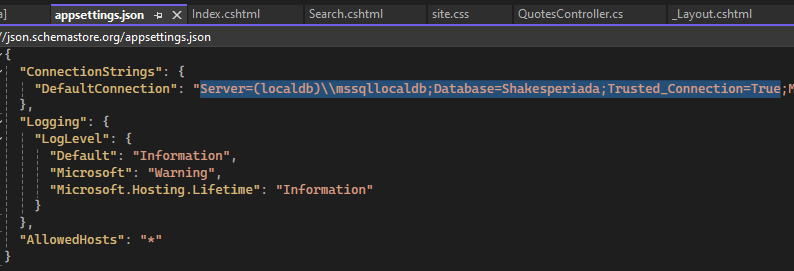 a] appsettings.json Index.cshtml Search.cshtml site.css QuotesController.cs _Layout.cshtml
//json.schemastore.org/appsettings.json
{
"ConnectionStrings": {
"DefaultConnection": "Server=(localdb)\\mssqllocaldb;Database=Shakesperiada;Trusted_Connection=True;M
},
"Logging": {
"LogLevel": {
"Default": "Information",
"Microsoft": "Warning",
"Microsoft.Hosting.Lifetime": "Information"
}
},
"AllowedHosts": "*"
}